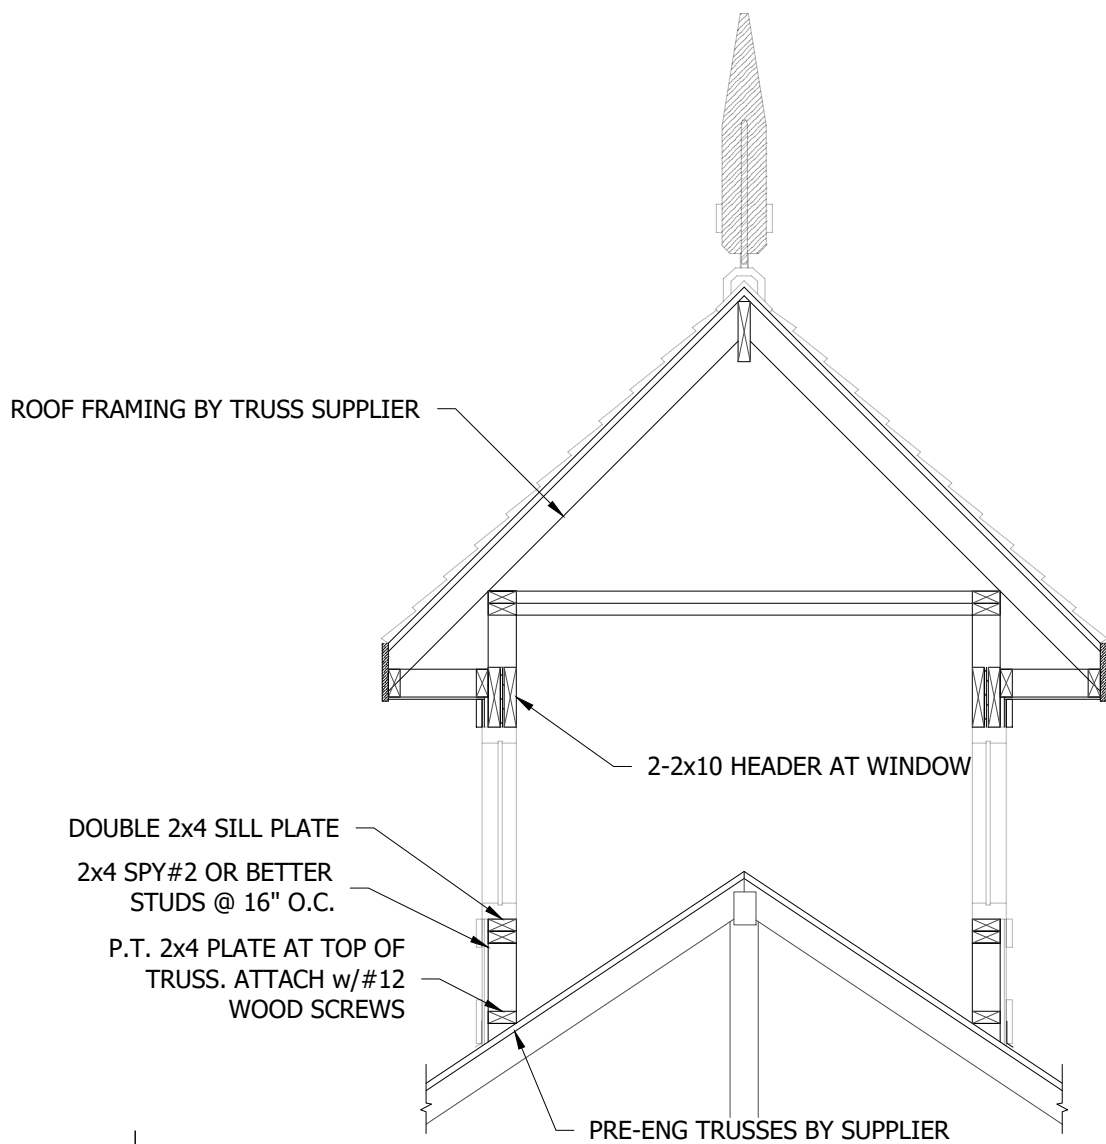 ROOF FRAMING BY TRUSS SUPPLIER
2-2x10 HEADER AT WINDOW
DOUBLE 2x4 SILL PLATE
2x4 SPY#2 OR BETTER
STUDS @ 16" O.C.
P.T. 2x4 PLATE AT TOP OF
TRUSS. ATTACH w/#12
WOOD SCREWS
PRE-ENG TRUSSES BY SUPPLIER